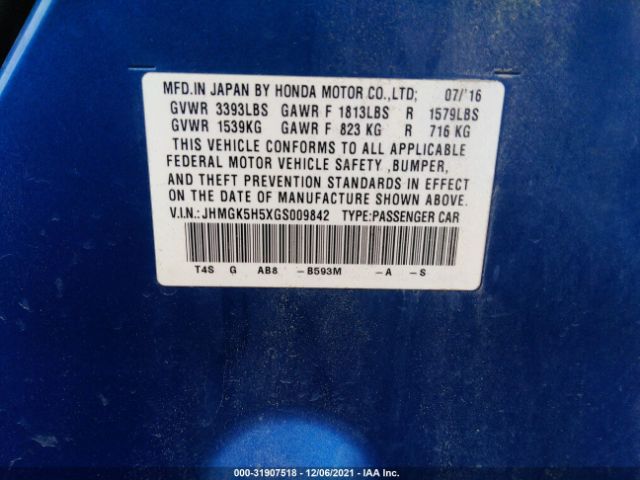 MFD.IN JAPAN BY HONDA MOTOR CO.,LTD; 07/'16
GVWR 3393LBS GAWR F 1813LBS R 1579LBS
GVWR 1539KG GAWR F 823 KG R 716 KG
THIS VEHICLE CONFORMS TO ALL APPLICABLE
FEDERAL MOTOR VEHICLE SAFETY ,BUMPER,
AND THEFT PREVENTION STANDARDS IN EFFECT
ON THE DATE OF MANUFACTURE SHOWN ABOVE.
V.I.N.: JHMGK5H5XGS009842 TYPE:PASSENGER CAR
T4S G AB8 -B593M -A -S
000-31907518 - 12/06/2021 - IAA Inc.